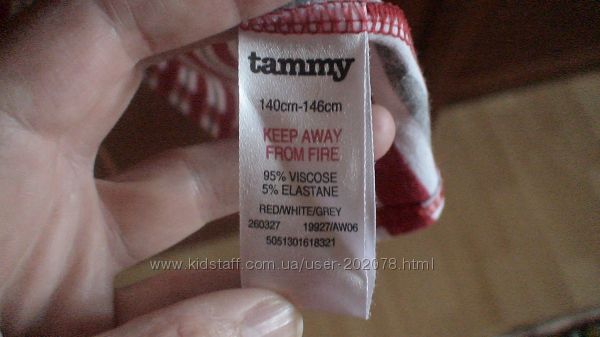 tammy
140cm-146cm
KEEP AWAY
FROM FIRE
95% VISCOSE
5% ELASTANE
RED/WHITE/GREY
260327 19927/AW06
5051301618321
www.kidstaff.com.ua/user-202078.html